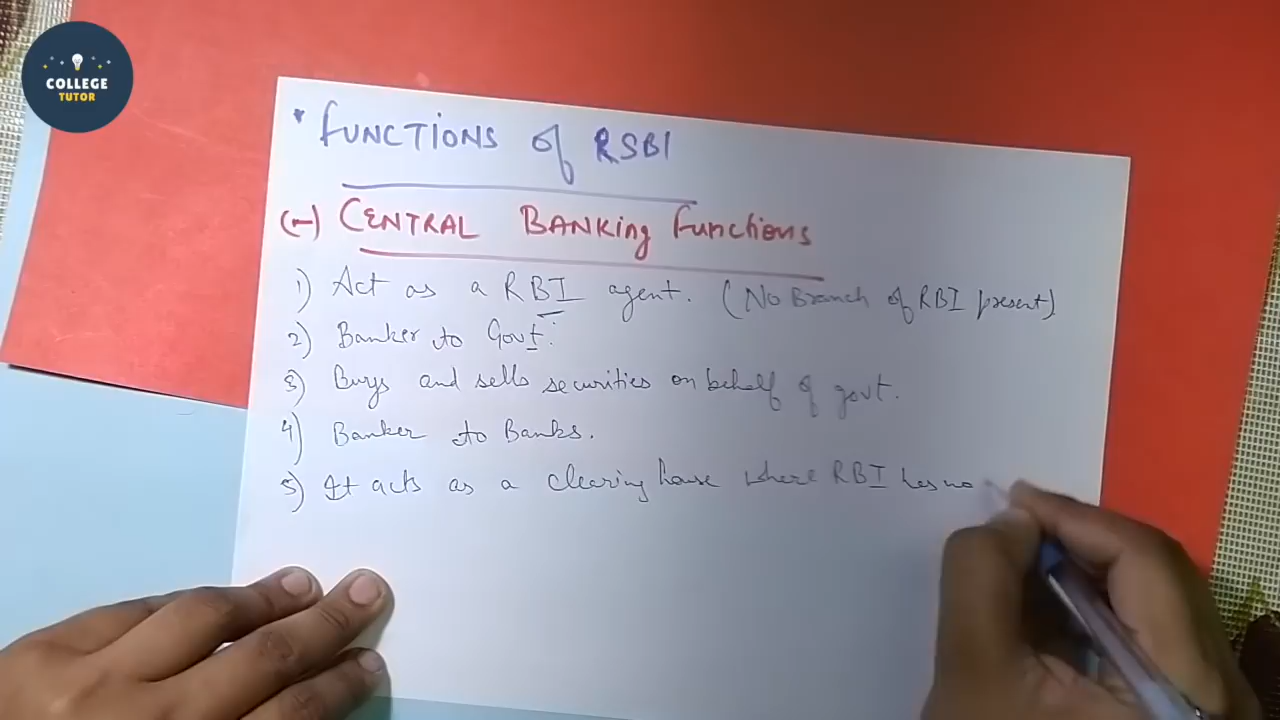 COLLEGE
TUTOR
* FUNCTIONS of RSBI
(-) CENTRAL BANKing functions
1) Act as a RBI agent. (No Branch of RBI present)
2) Banker to Govt.
3) Buys and sells securities on behalf of govt.
4) Banker to Banks.
5) It acts as a clearing house where RBI has no